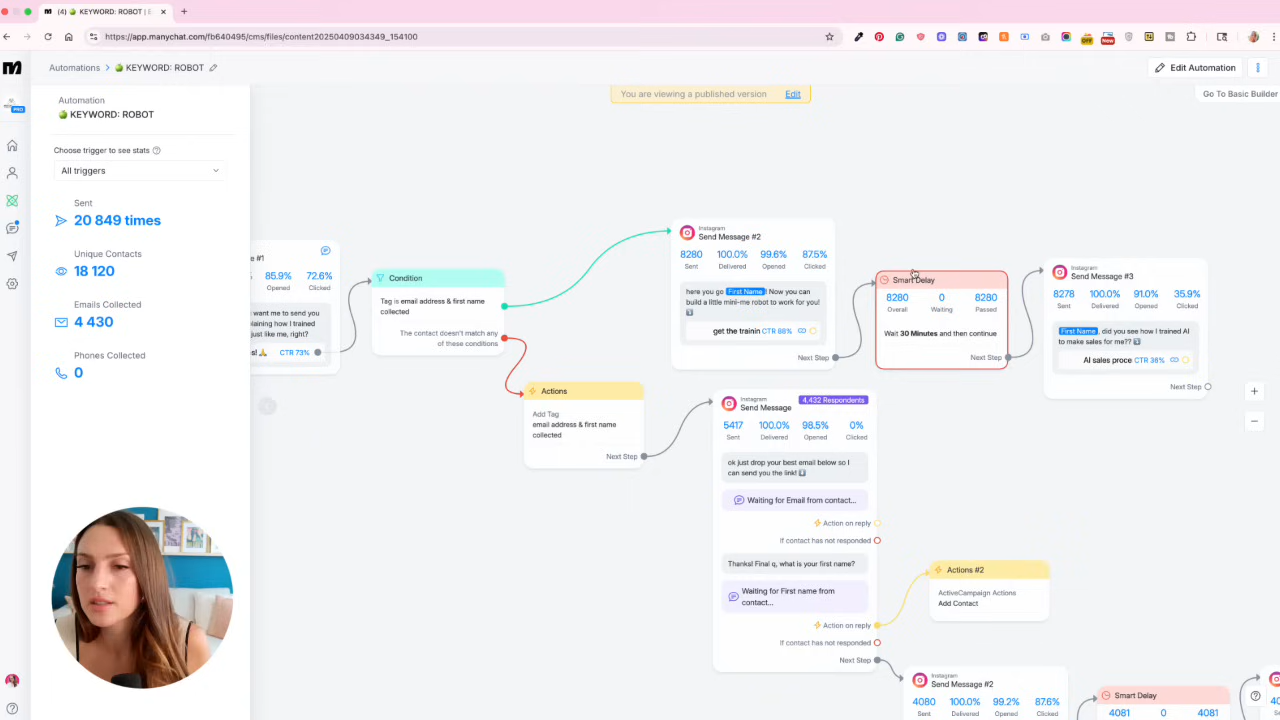 (4) 🍏 KEYWORD: ROBOT | E
https://app.manychat.com/fb640495/cms/files/content20250409034349_154100
OFF
New
Automations > 🍏 KEYWORD: ROBOT
Edit Automation
PRO
You are viewing a published version Edit
Go To Basic Builder
Automation
🍏 KEYWORD: ROBOT
Choose trigger to see stats
All triggers
Sent
20 849 times
Unique Contacts
18 120
Emails Collected
4 430
Phones Collected
0
e #1
85.9% 72.6%
Opened Clicked
want me to send you
plaining how I trained
just like me, right?
s! 🙏 CTR 73%
Condition
Tag is email address & first name
collected
The contact doesn't match any
of these conditions
Actions
Add Tag
email address & first name
collected
Next Step
Instagram
Send Message #2
8280 100.0% 99.6% 87.5%
Sent Delivered Opened Clicked
here you go First Name ! Now you can
build a little mini-me robot to work for you!
⬇️
get the trainin CTR 88%
Next Step
Smart Delay
8280 0 8280
Overall Waiting Passed
Wait 30 Minutes and then continue
Next Step
Instagram
Send Message #3
8278 100.0% 91.0% 35.9%
Sent Delivered Opened Clicked
First Name , did you see how I trained AI
to make sales for me?? ⬇️
AI sales proce CTR 36%
Next Step
Instagram
Send Message
4,432 Respondents
5417 100.0% 98.5% 0%
Sent Delivered Opened Clicked
ok just drop your best email below so I
can send you the link! ⬇️
Waiting for Email from contact...
Action on reply
If contact has not responded
Thanks! Final q, what is your first name?
Waiting for First name from
contact...
Action on reply
If contact has not responded
Next Step
Actions #2
ActiveCampaign Actions
Add Contact
Instagram
Send Message #2
4080 100.0% 99.2% 87.6%
Sent Delivered Opened Clicked
Smart Delay
4081 0 4081